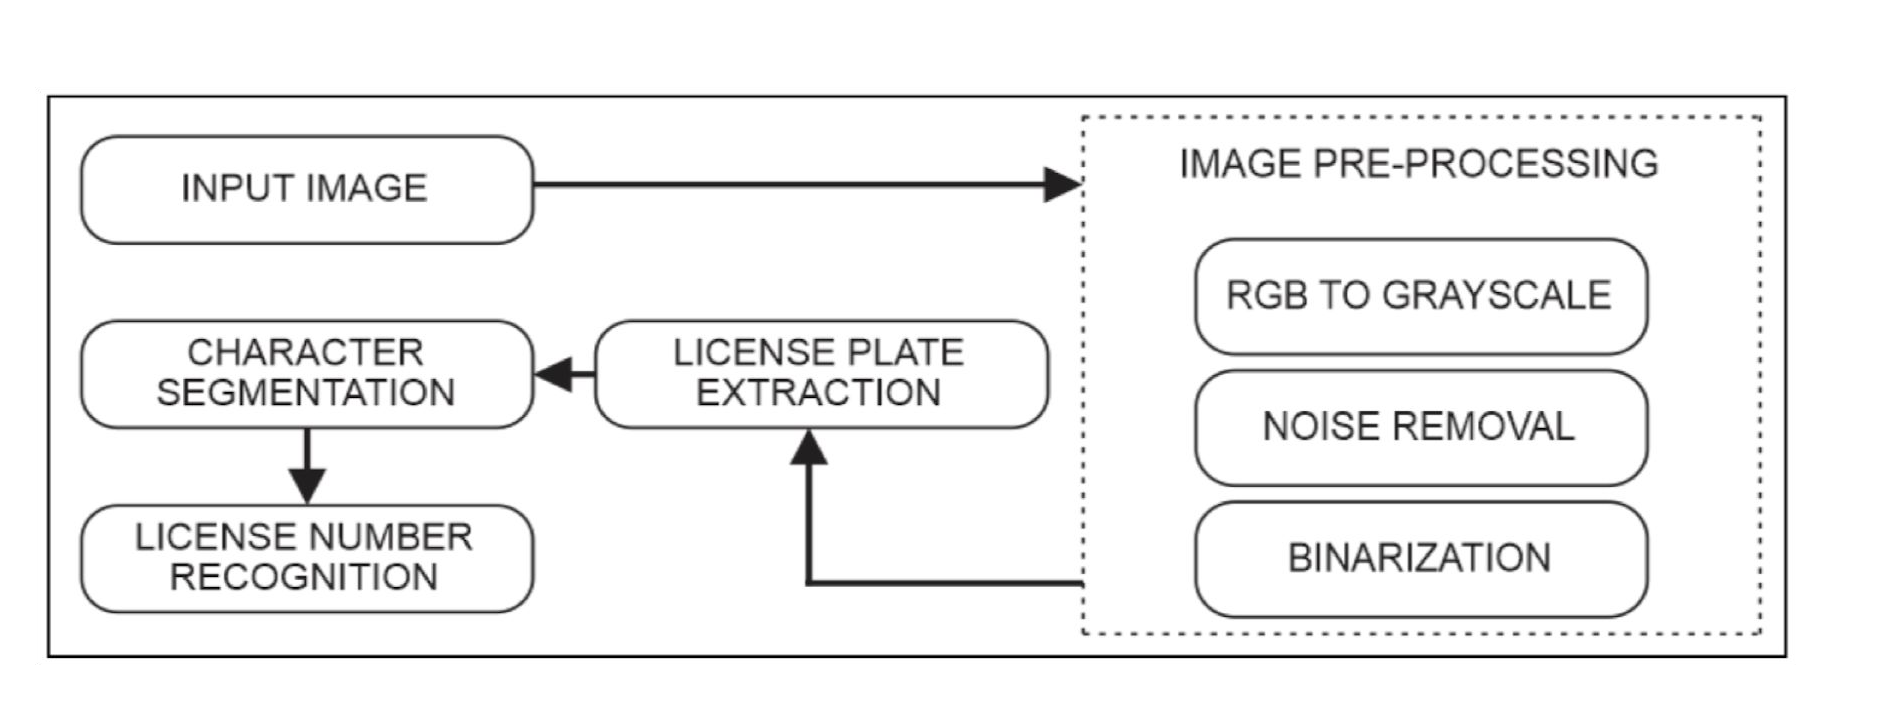 INPUT IMAGE
IMAGE PRE-PROCESSING
RGB TO GRAYSCALE
NOISE REMOVAL
BINARIZATION
LICENSE PLATE
EXTRACTION
CHARACTER
SEGMENTATION
LICENSE NUMBER
RECOGNITION